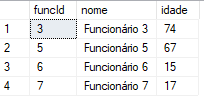 funcId nome idade
1 3 Funcionário 3 74
2 5 Funcionário 5 67
3 6 Funcionário 6 15
4 7 Funcionário 7 17